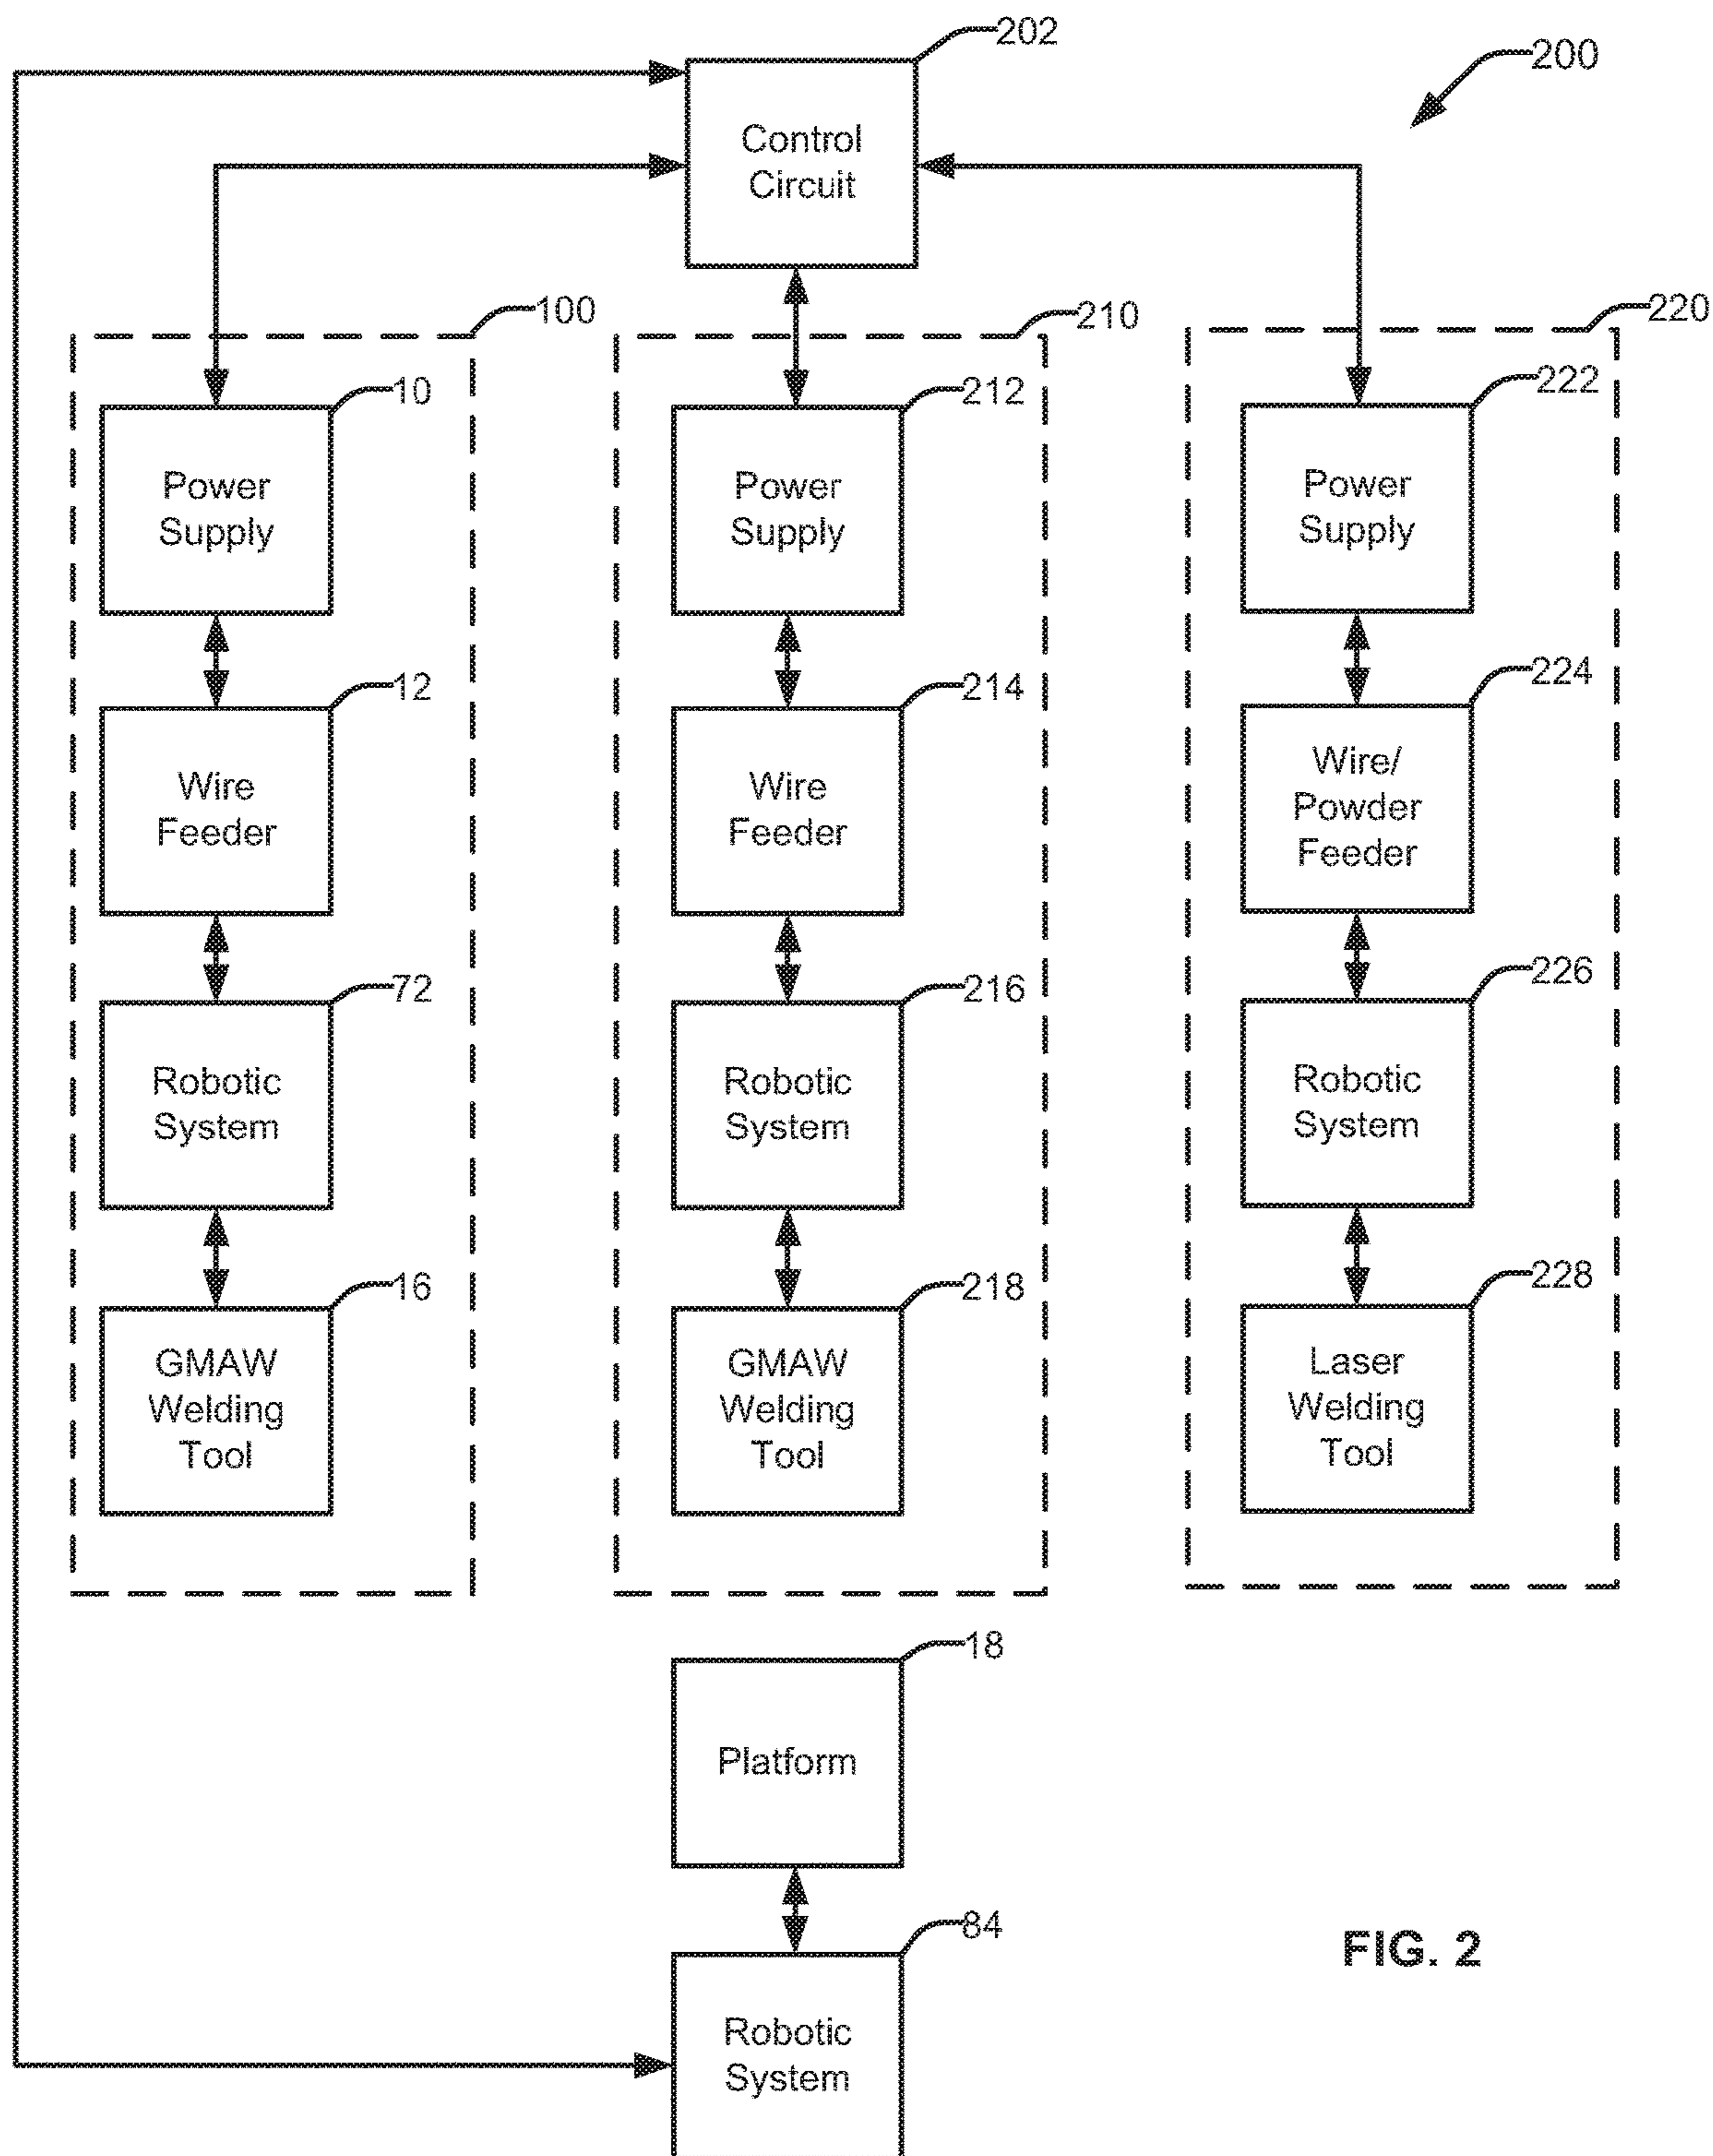 202
200
Control
Circuit
100
210
220
10
212
222
Power
Supply
Power
Supply
Power
Supply
12
214
224
Wire
Feeder
Wire
Feeder
Wire/
Powder
Feeder
72
216
226
Robotic
System
Robotic
System
Robotic
System
16
218
228
GMAW
Welding
Tool
GMAW
Welding
Tool
Laser
Welding
Tool
18
Platform
84
Robotic
System
FIG. 2